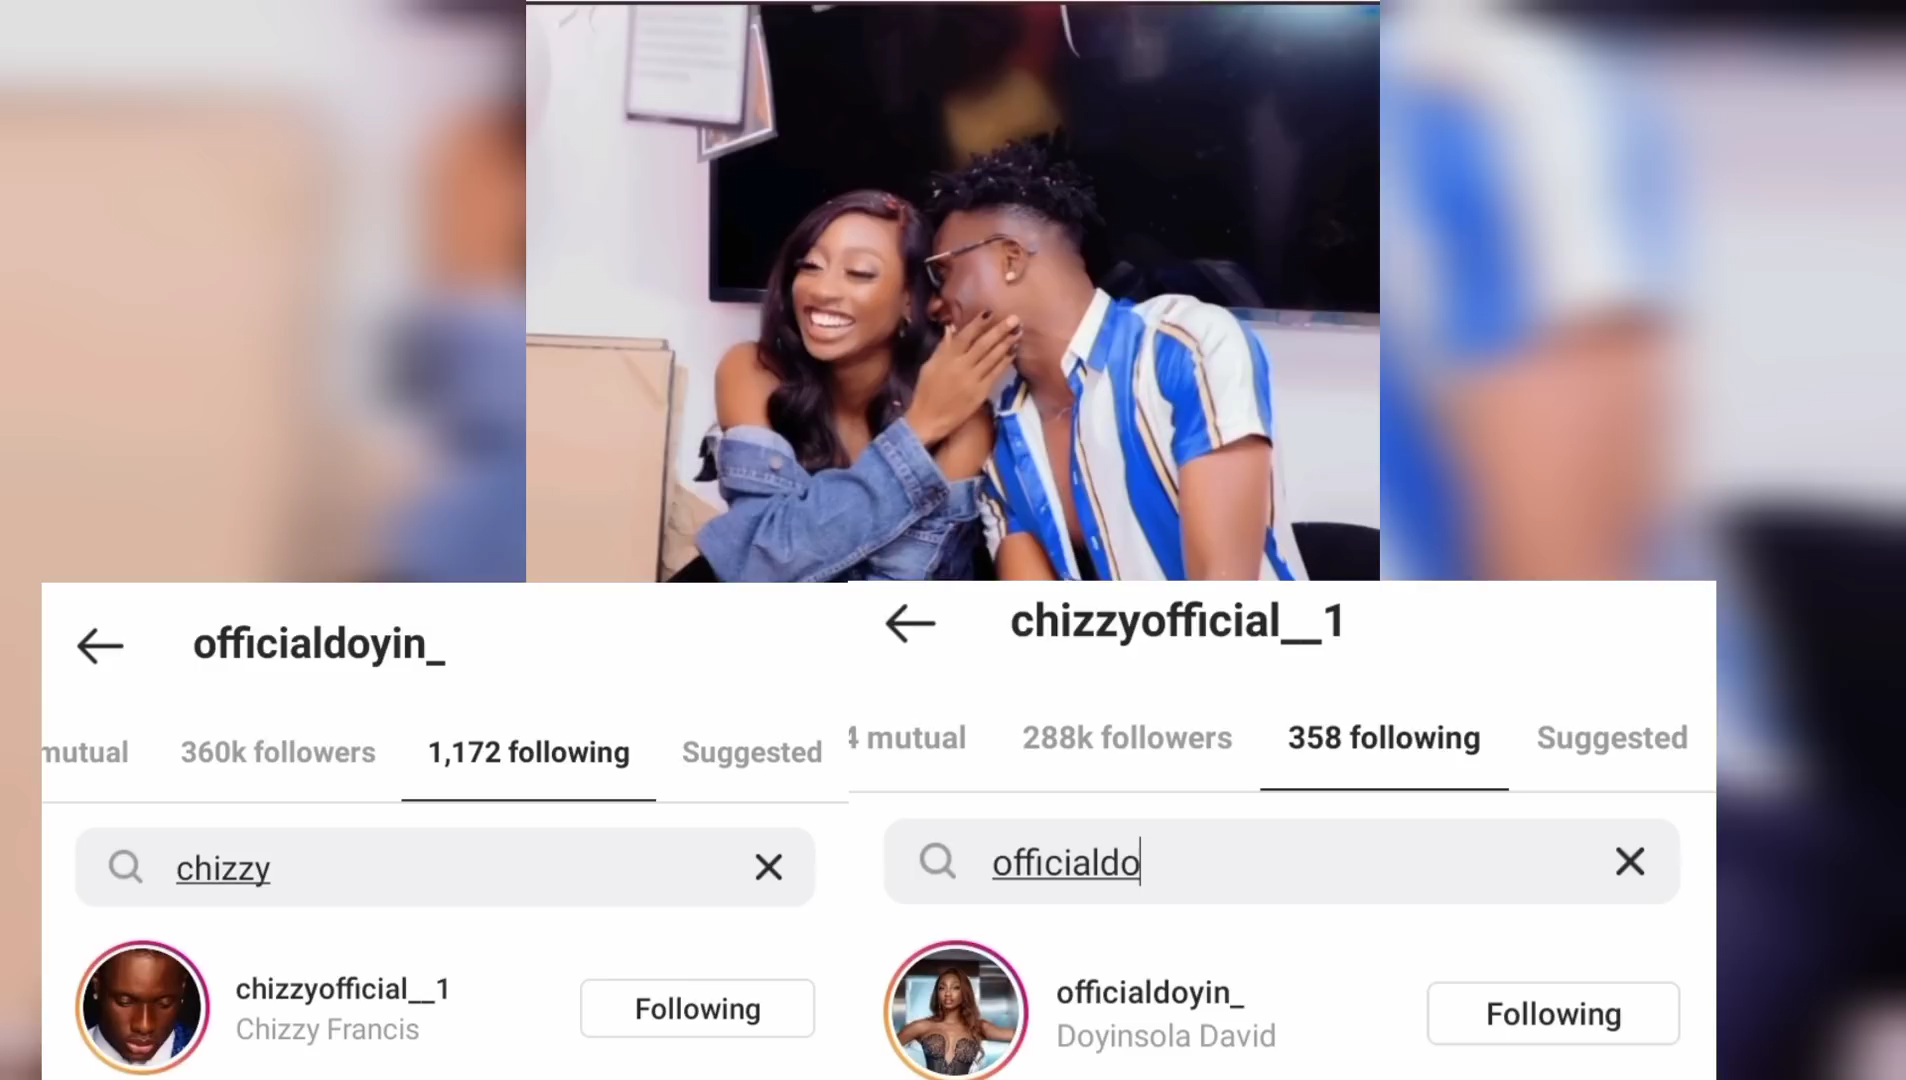 officialdoyin_
mutual 360k followers 1,172 following Suggested
chizzy
chizzyofficial__1
Chizzy Francis
Following
chizzyofficial__1
4 mutual 288k followers 358 following Suggested
officialdo
officialdoyin_
Doyinsola David
Following